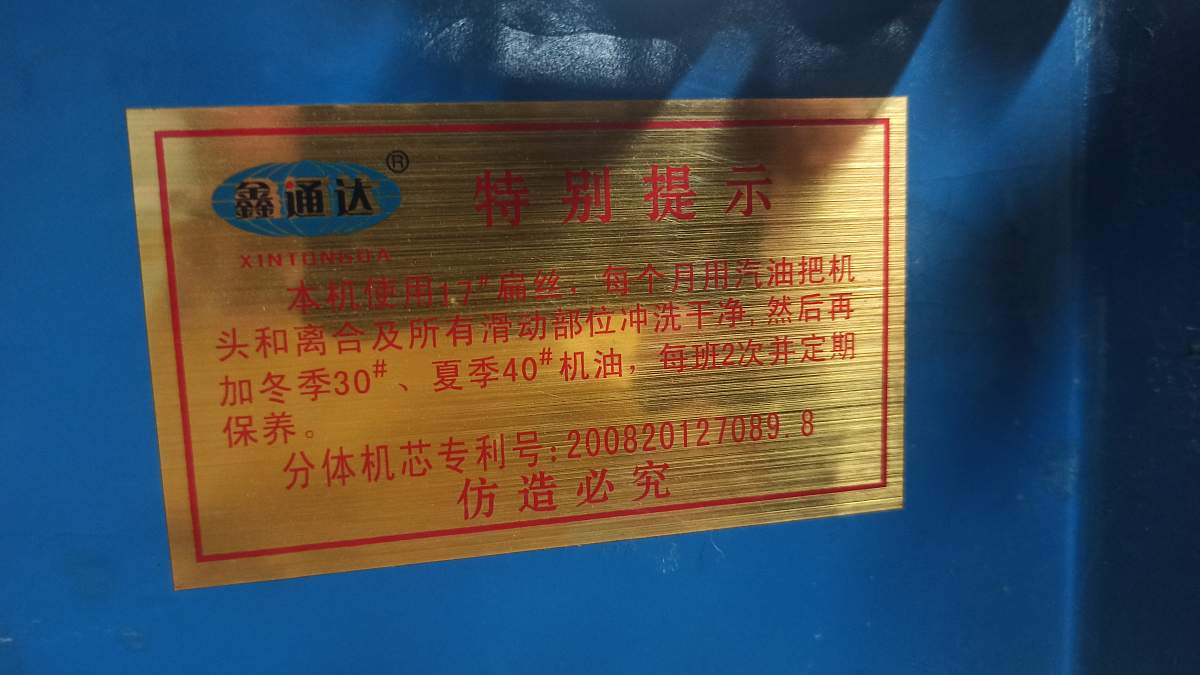 鑫通达®
XINTONGDA
特别提示
本机使用17"扁丝，每个月用汽油把机
头和离合及所有滑动部位冲洗干净,然后再
加冬季30#、夏季40#机油，每班2次并定期
保养。
分体机芯专利号:200820127089.8
仿造必究